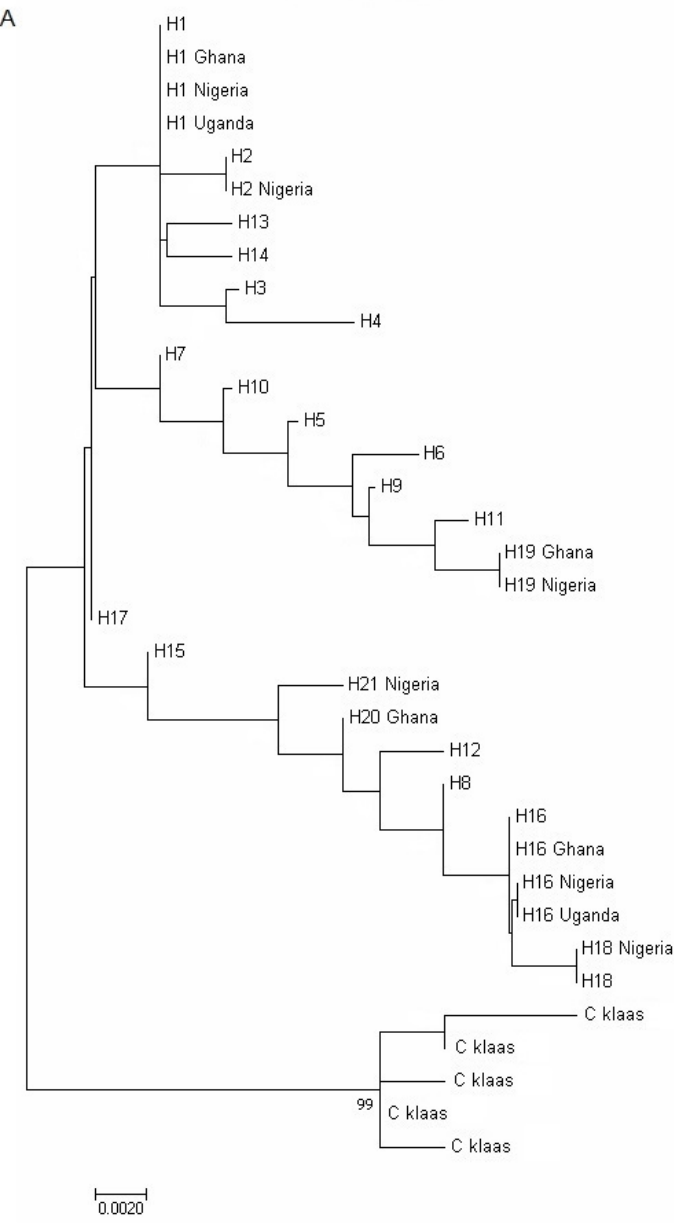 A
H1
H1 Ghana
H1 Nigeria
H1 Uganda
H2
H2 Nigeria
H13
H14
H3
H4
H7
H10
H5
H6
H9
H11
H19 Ghana
H19 Nigeria
H17
H15
H21 Nigeria
H20 Ghana
H12
H8
H16
H16 Ghana
H16 Nigeria
H16 Uganda
H18 Nigeria
H18
C klaas
C klaas
C klaas
99
C klaas
C klaas
0.0020